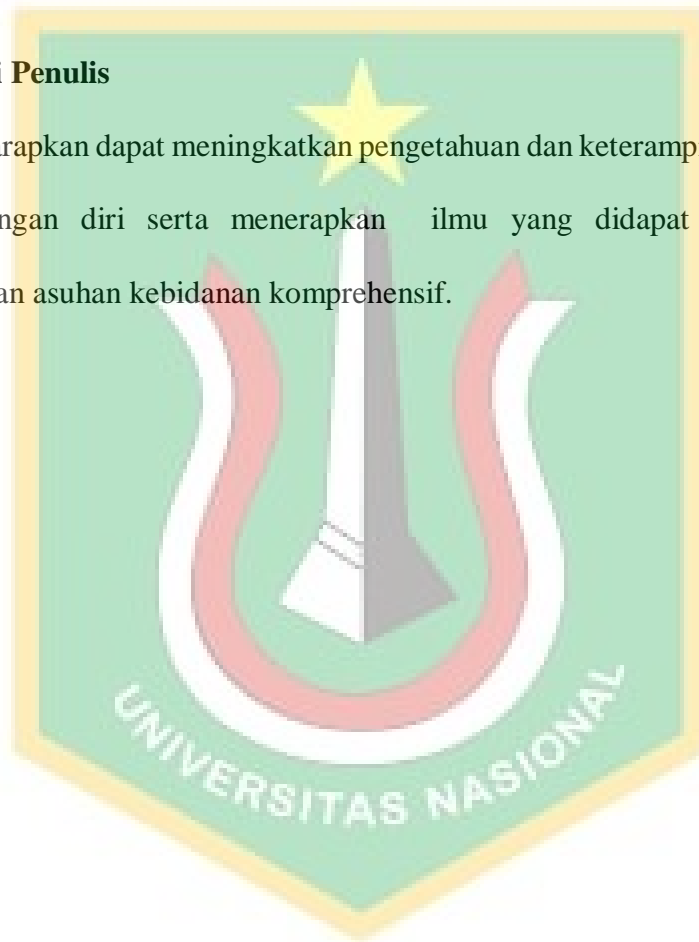 i Penulis
arapkan dapat meningkatkan pengetahuan dan keteramp
ngan diri serta menerapkan ilmu yang didapat
an asuhan kebidanan komprehensif.
UNIVERSITAS NASIONAL